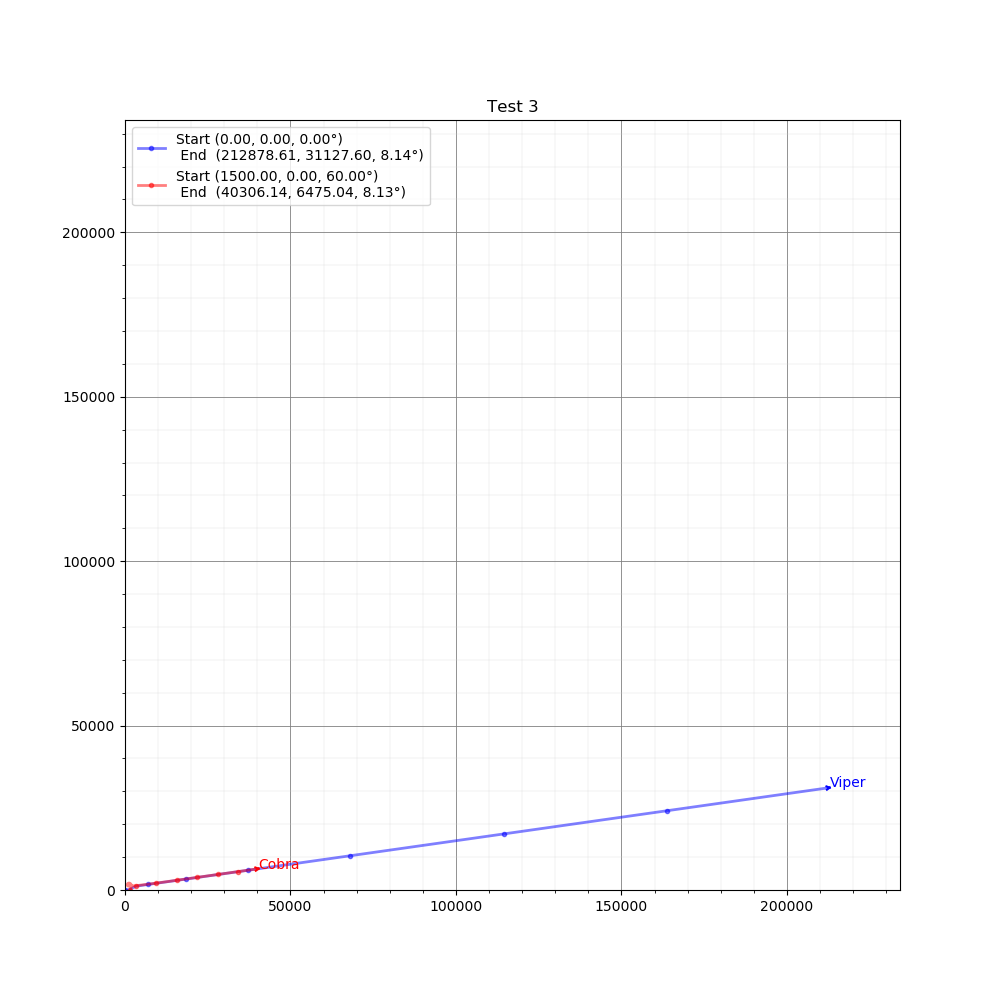 Test 3
Start (0.00, 0.00, 0.00°)
End (212878.61, 31127.60, 8.14°)
Start (1500.00, 0.00, 60.00°)
End (40306.14, 6475.04, 8.13°)
200000
150000
100000
50000
0
Viper
Cobra
0 50000 100000 150000 200000